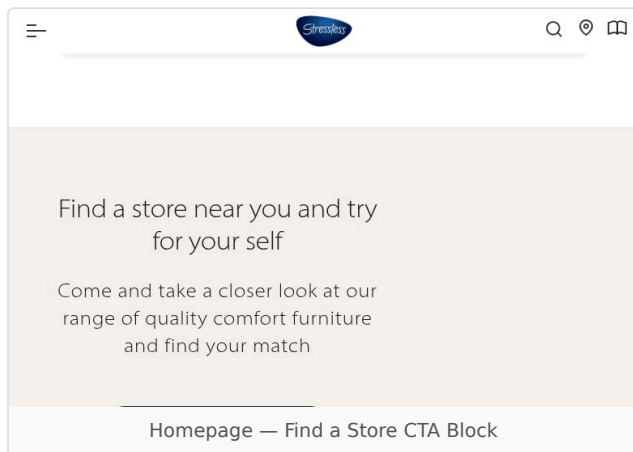 Stressless
Find a store near you and try
for your self
Come and take a closer look at our
range of quality comfort furniture
and find your match
Homepage — Find a Store CTA Block